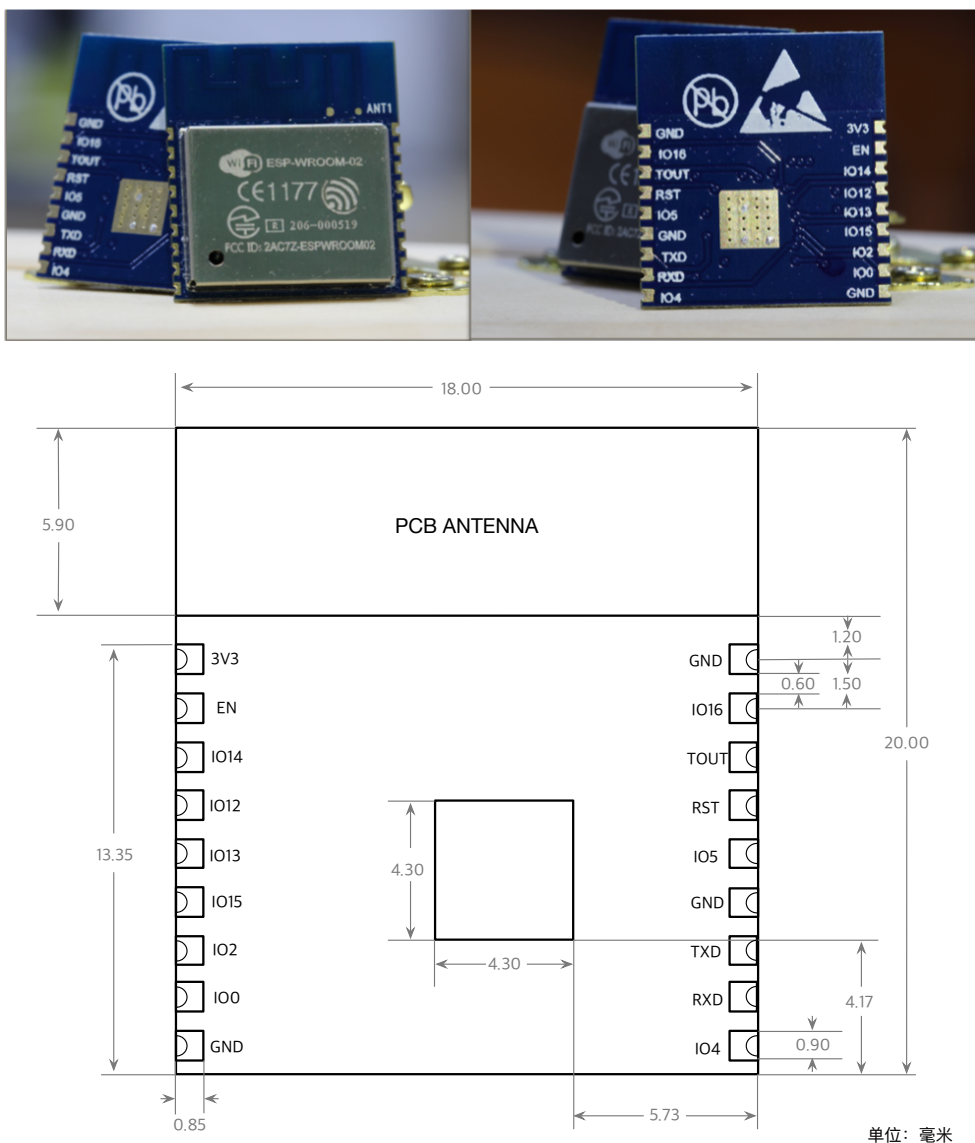 GND
IO16
TOUT
RST
IO5
GND
TXD
RXD
IO4
ANT1
Wi Fi ESP-WROOM-02
CE1177
R 206-000519
FCC ID: 2AC7Z-ESPWROOM02
Pb
GND
IO16
TOUT
RST
IO5
GND
TXD
RXD
IO4
3V3
EN
IO14
IO12
IO13
IO15
IO2
IO0
GND
18.00
5.90
PCB ANTENNA
3V3
EN
IO14
IO12
IO13
IO15
IO2
IO0
GND
GND
IO16
TOUT
RST
IO5
GND
TXD
RXD
IO4
1.20
0.60
1.50
20.00
13.35
4.30
4.30
4.17
0.90
0.85
5.73
单位：毫米